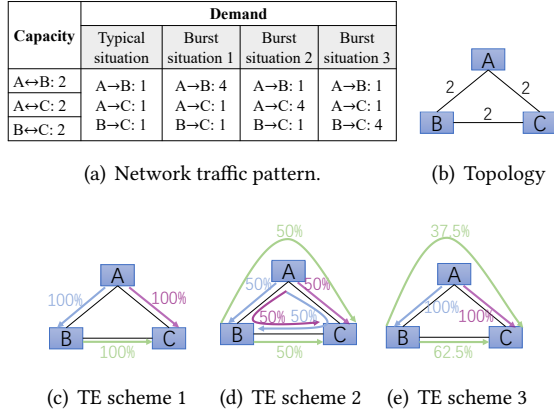 Capacity
Demand
Typical situation
Burst situation 1
Burst situation 2
Burst situation 3
A↔B: 2
A↔C: 2
B↔C: 2
A→B: 1
A→B: 4
A→B: 1
A→B: 1
A→C: 1
A→C: 1
A→C: 4
A→C: 1
B→C: 1
B→C: 1
B→C: 1
B→C: 4
(a) Network traffic pattern.
A
2
2
B
2
C
(b) Topology
A
100%
100%
B
C
100%
(c) TE scheme 1
50%
A
50%
50%
B
50%
50%
C
50%
(d) TE scheme 2
37.5%
A
100%
100%
B
C
62.5%
(e) TE scheme 3